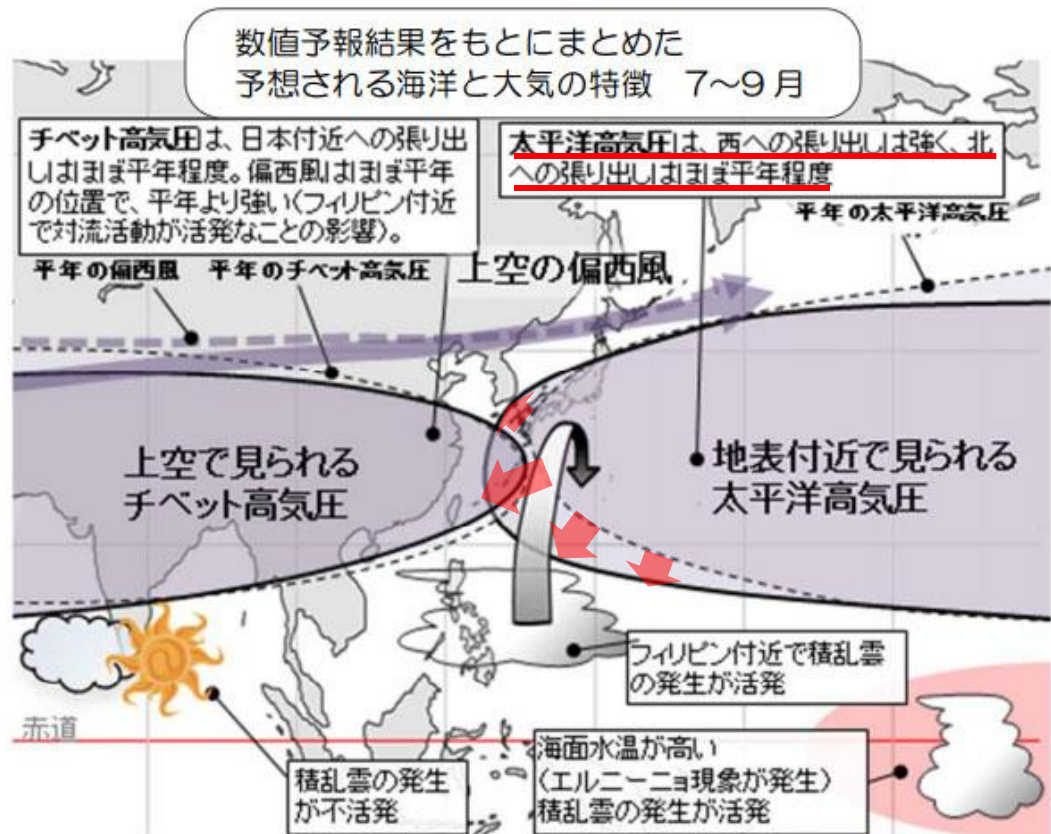 数値予報結果をもとにまとめた
予想される海洋と大気の特徴　7～9月
チベット高気圧は、日本付近への張り出
しはほぼ平年程度。偏西風はほぼ平年
の位置で、平年より強い(フィリピン付近
で対流活動が活発なことの影響)。
太平洋高気圧は、西への張り出しは強く、北
への張り出しはほぼ平年程度
平年の太平洋高気圧
平年の偏西風
平年のチベット高気圧
上空の偏西風
上空で見られる
チベット高気圧
地表付近で見られる
太平洋高気圧
フィリピン付近で積乱雲
の発生が活発
赤道
積乱雲の発生
が不活発
海面水温が高い
(エルニーニョ現象が発生)
積乱雲の発生が活発